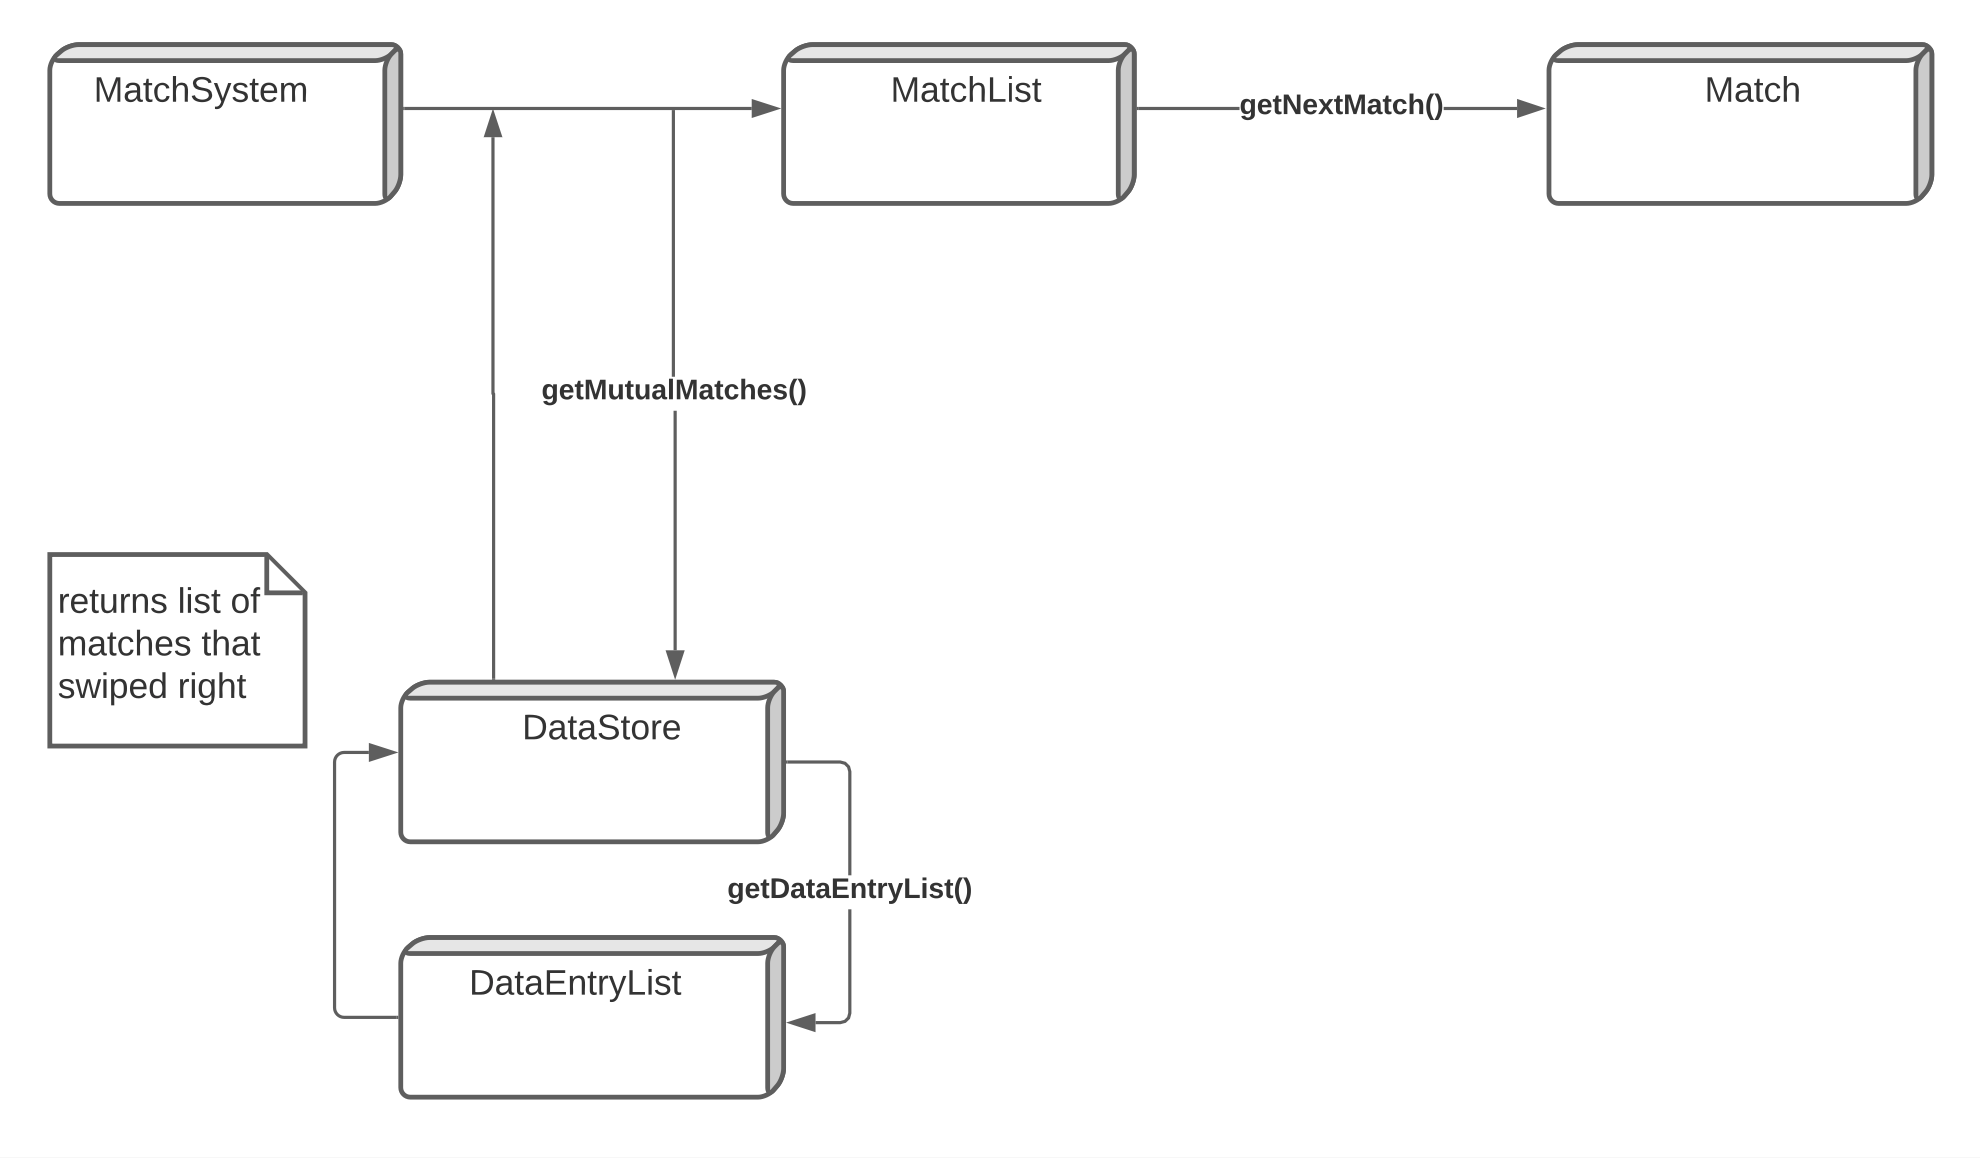 MatchSystem
MatchList
getNextMatch()
Match
getMutualMatches()
returns list of
matches that
swiped right
DataStore
getDataEntryList()
DataEntryList